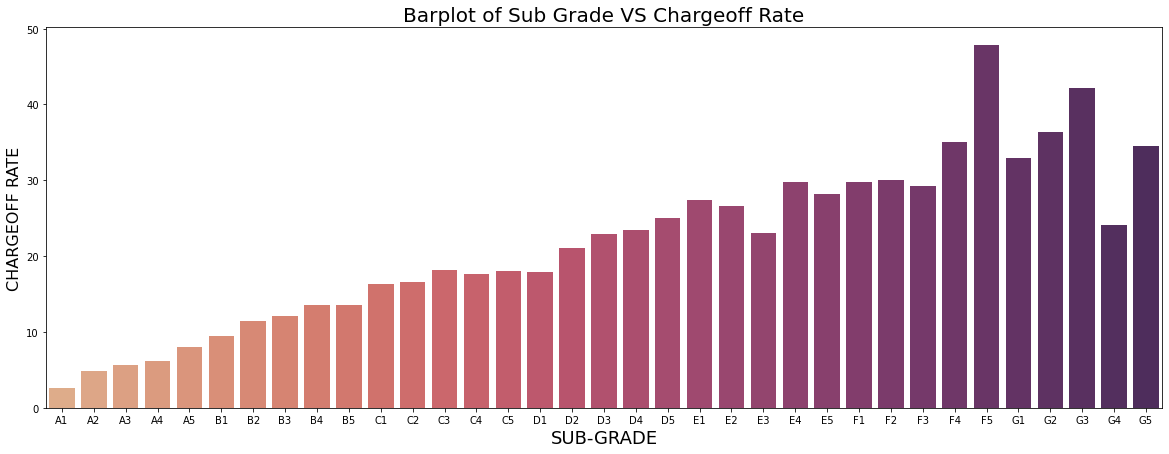 Barplot of Sub Grade VS Chargeoff Rate
CHARGEOFF RATE
50
40
30
20
10
0
A1 A2 A3 A4 A5 B1 B2 B3 B4 B5 C1 C2 C3 C4 C5 D1 D2 D3 D4 D5 E1 E2 E3 E4 E5 F1 F2 F3 F4 F5 G1 G2 G3 G4 G5
SUB-GRADE